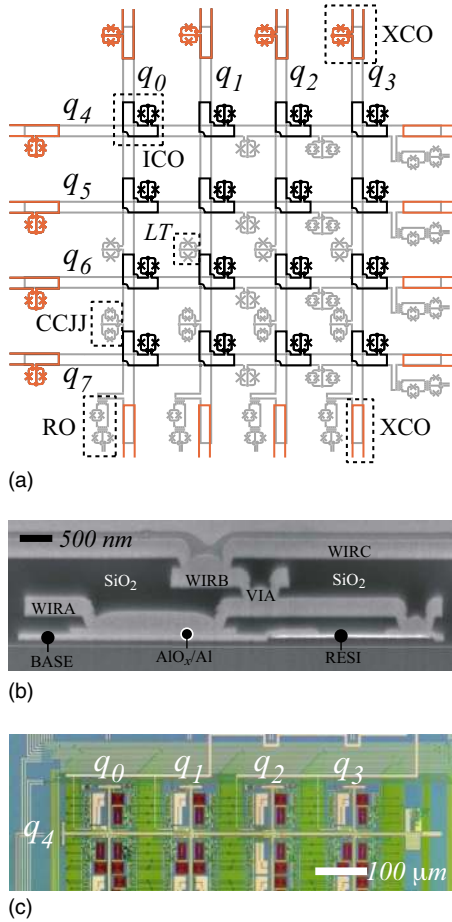 XCO
q0 q1 q2 q3
q4
ICO
q5
LT
q6
CCJJ
q7
RO XCO
(a)
500 nm
WIRC
SiO2 WIRB SiO2
VIA
WIRA
BASE AlOx/Al RESI
(b)
q0 q1 q2 q3
q4
100 μm
(c)